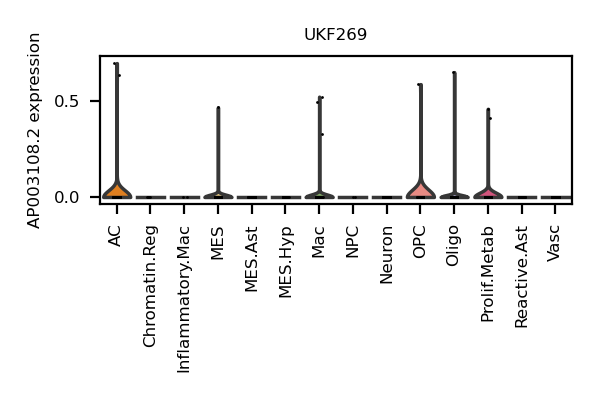 UKF269
AP003108.2 expression
0.5
0.0
AC
Chromatin.Reg
Inflammatory.Mac
MES
MES.Ast
MES.Hyp
Mac
NPC
Neuron
OPC
Oligo
Prolif.Metab
Reactive.Ast
Vasc